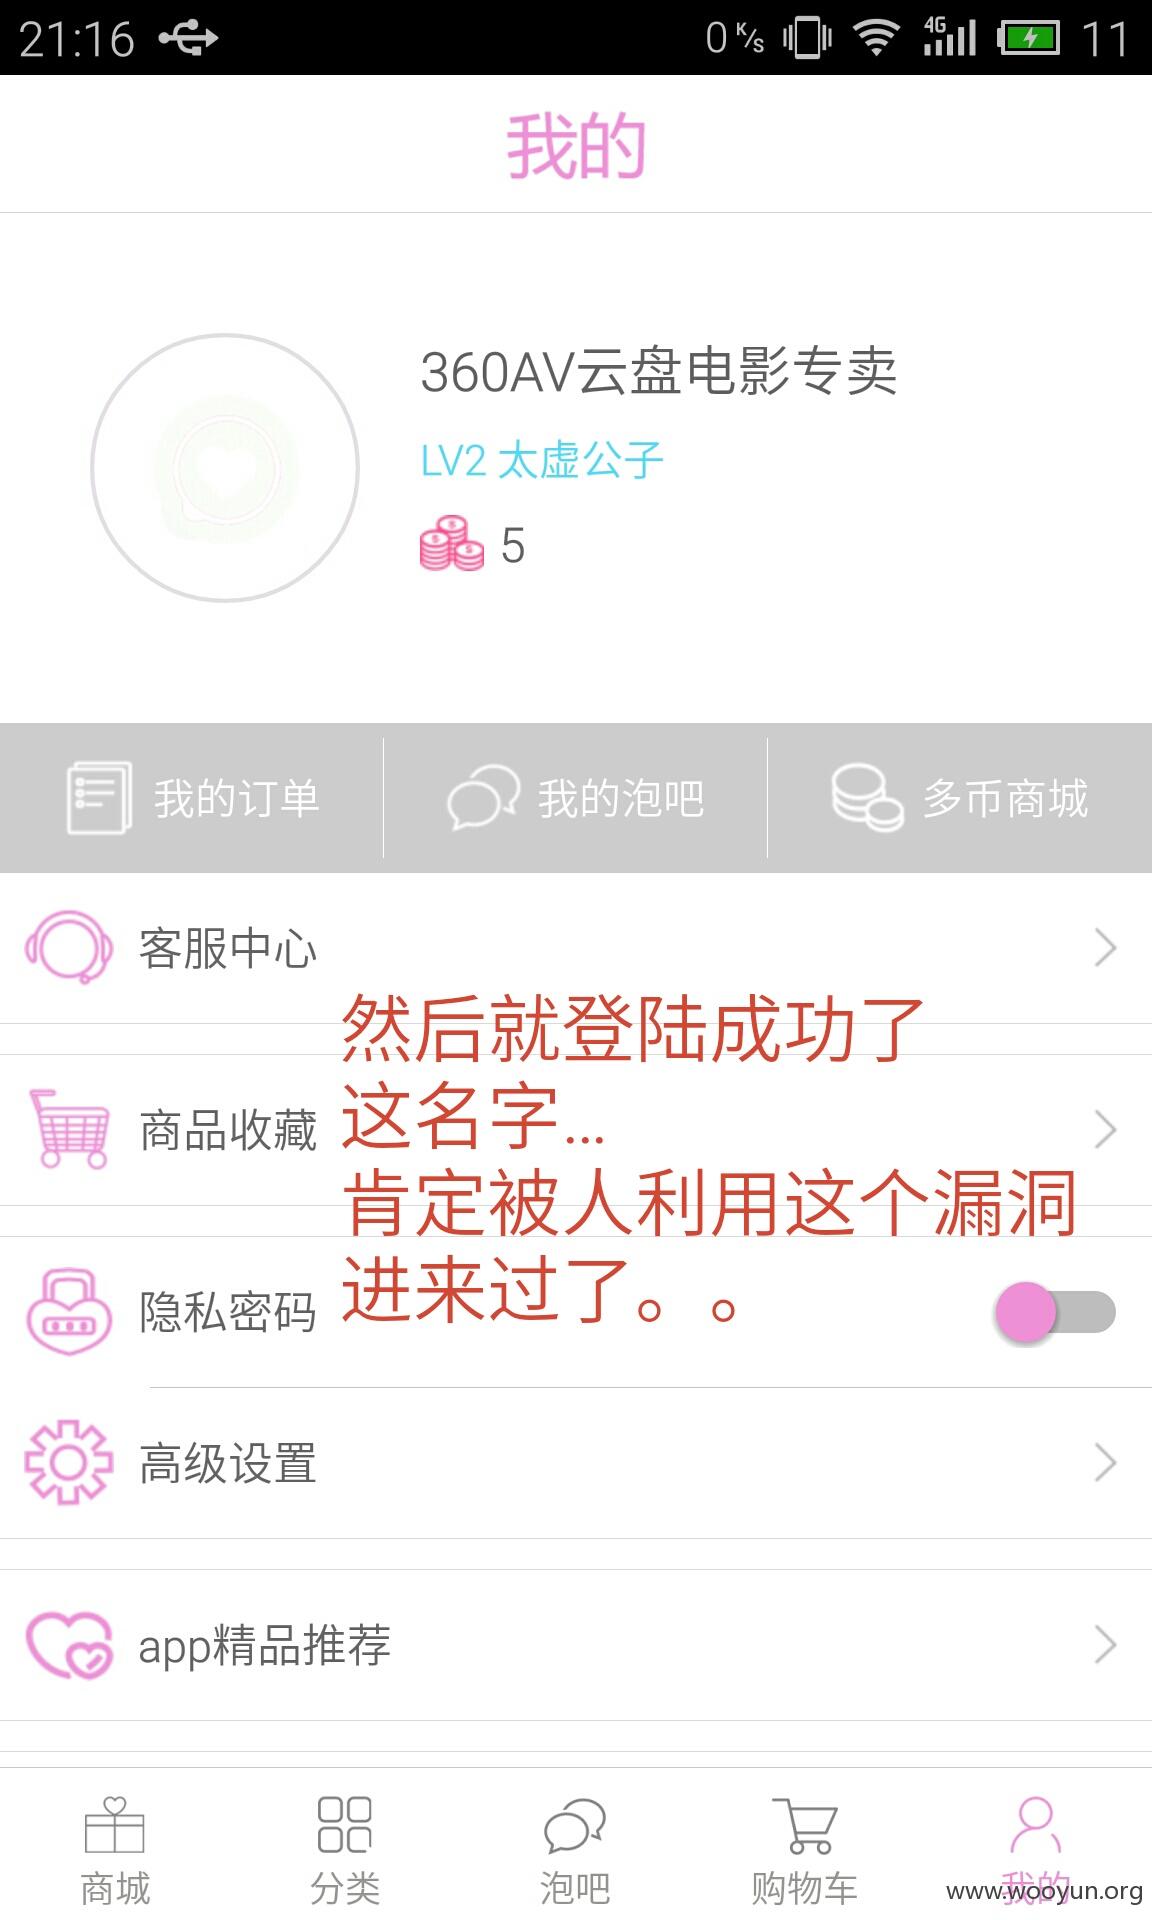 21:16
0 K/s
4G
11
我的
360AV云盘电影专卖
LV2 太虚公子
5
我的订单
我的泡吧
多币商城
客服中心
然后就登陆成功了
商品收藏
这名字...
肯定被人利用这个漏洞
隐私密码
进来过了。。
高级设置
app精品推荐
商城
分类
泡吧
购物车
我的
www.wooyun.org